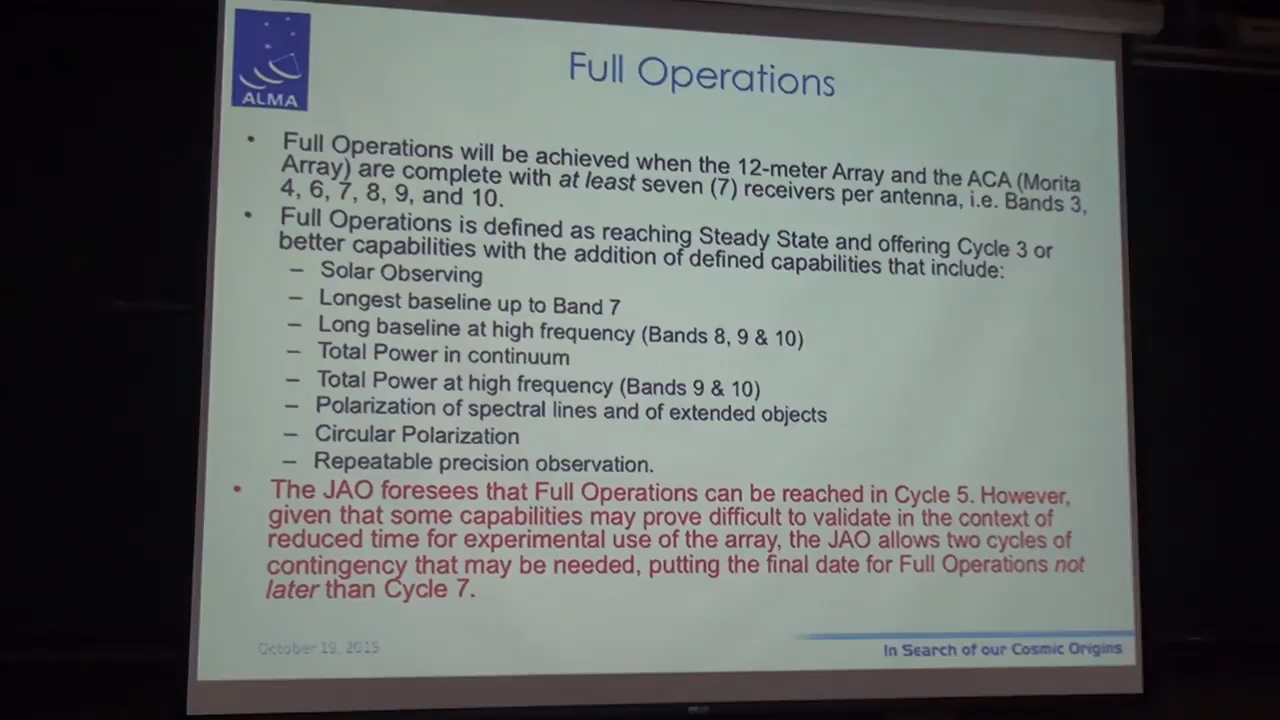 ALMA
Full Operations
• Full Operations will be achieved when the 12-meter Array and the ACA (Morita
Array) are complete with at least seven (7) receivers per antenna, i.e. Bands 3,
4, 6, 7, 8, 9, and 10.
• Full Operations is defined as reaching Steady State and offering Cycle 3 or
better capabilities with the addition of defined capabilities that include:
– Solar Observing
– Longest baseline up to Band 7
– Long baseline at high frequency (Bands 8, 9 & 10)
– Total Power in continuum
– Total Power at high frequency (Bands 9 & 10)
– Polarization of spectral lines and of extended objects
– Circular Polarization
– Repeatable precision observation.
• The JAO foresees that Full Operations can be reached in Cycle 5. However,
given that some capabilities may prove difficult to validate in the context of
reduced time for experimental use of the array, the JAO allows two cycles of
contingency that may be needed, putting the final date for Full Operations not
later than Cycle 7.
October 19, 2015
In Search of our Cosmic Origins